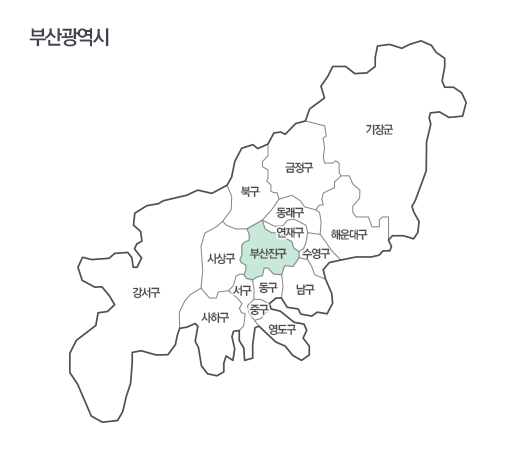 부산광역시
기장군
금정구
북구
동래구
연재구
해운대구
부산진구
수영구
사상구
강서구
서구
동구
남구
중구
사하구
영도구